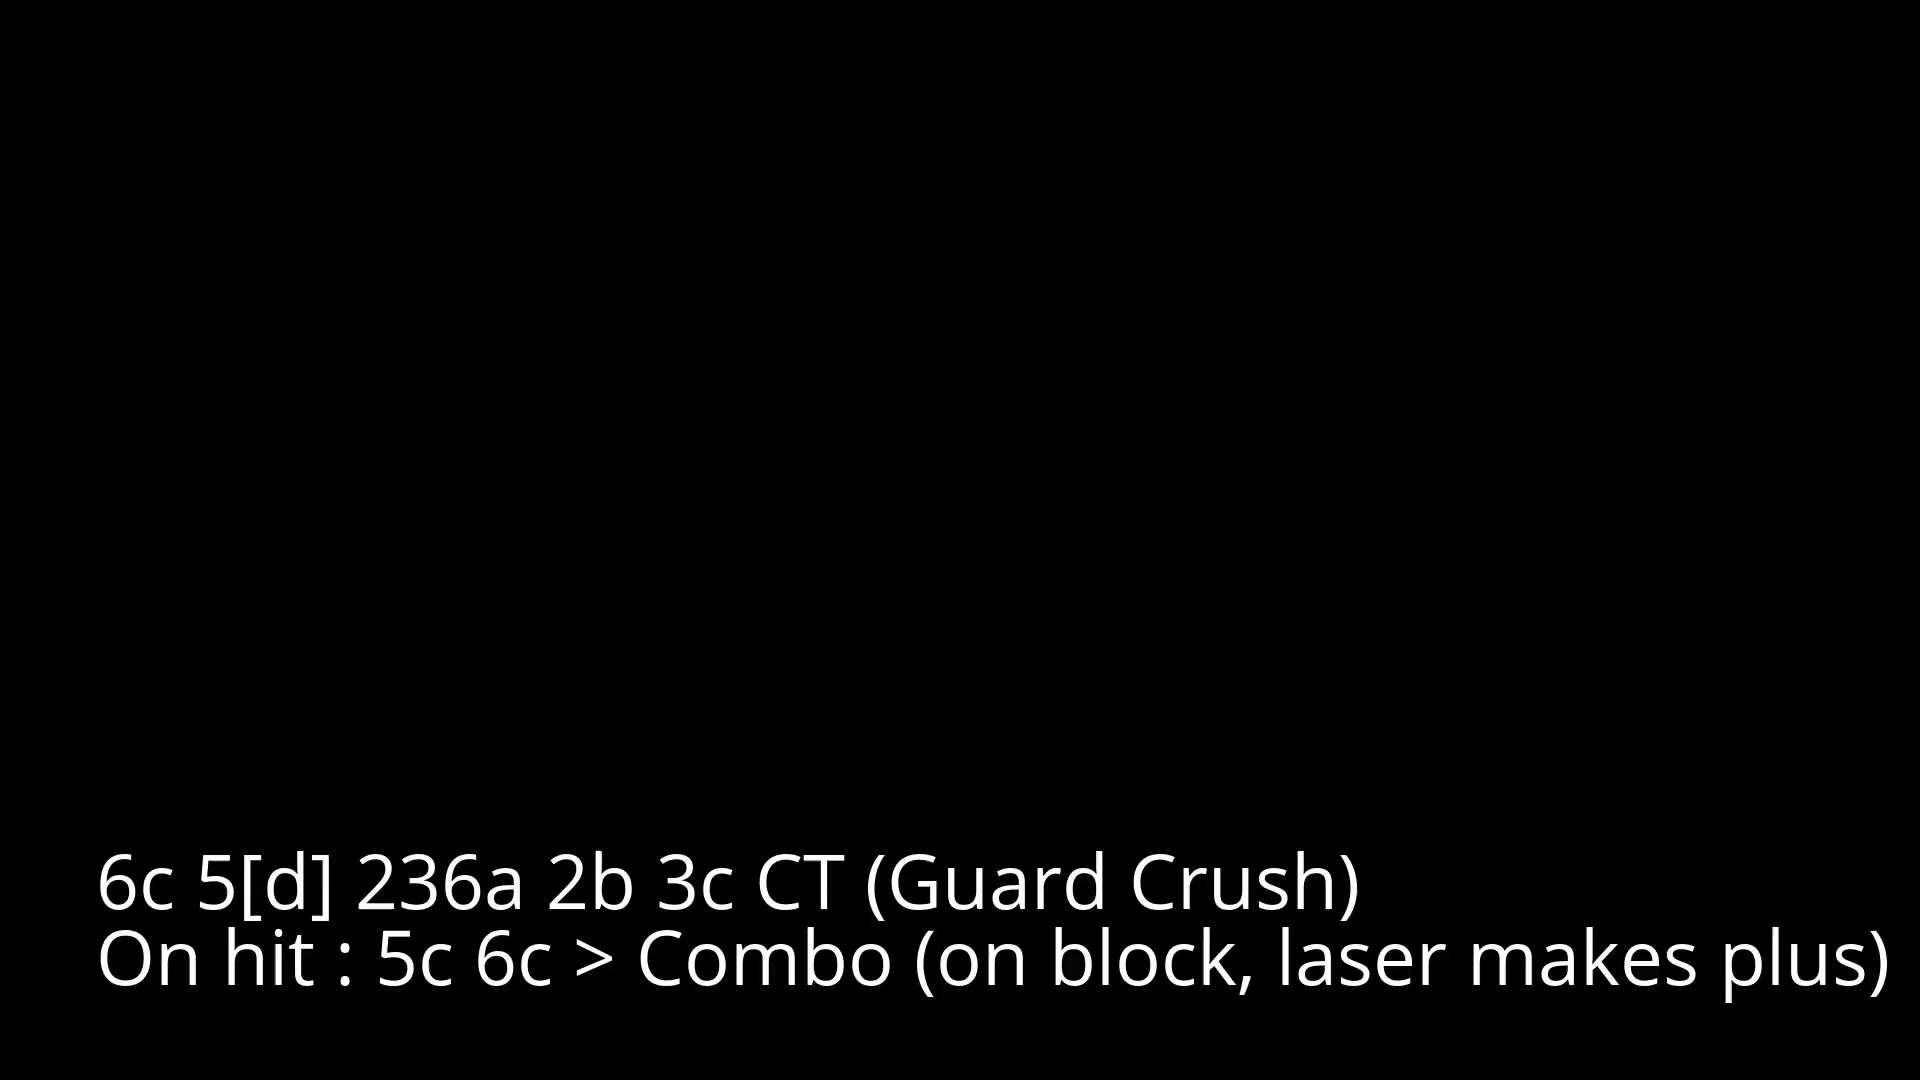 6c 5[d] 236a 2b 3c CT (Guard Crush)
On hit : 5c 6c > Combo (on block, laser makes plus)